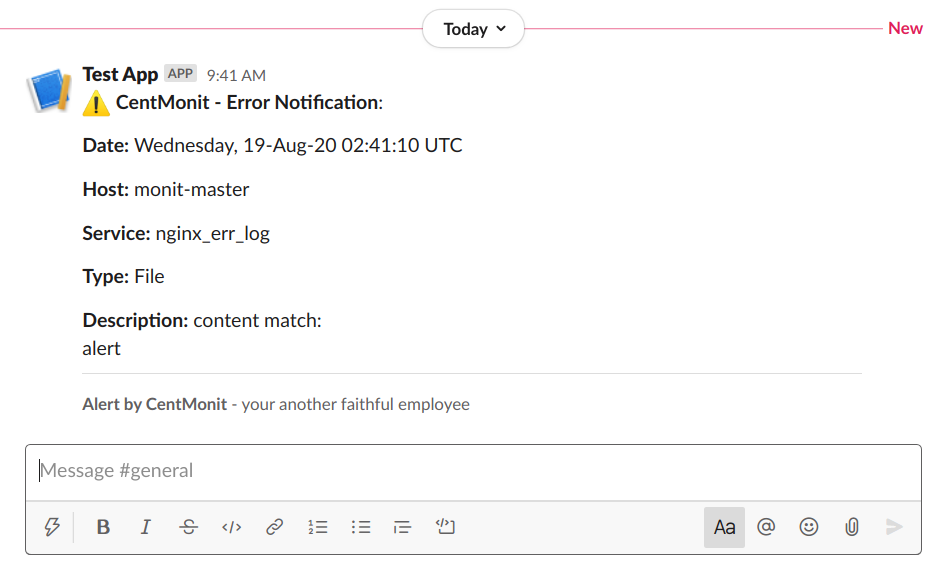 Today
New
Test App APP 9:41 AM
CentMonit - Error Notification:
Date: Wednesday, 19-Aug-20 02:41:10 UTC
Host: monit-master
Service: nginx_err_log
Type: File
Description: content match:
alert
Alert by CentMonit - your another faithful employee
Message #general
B I S </> Aa @